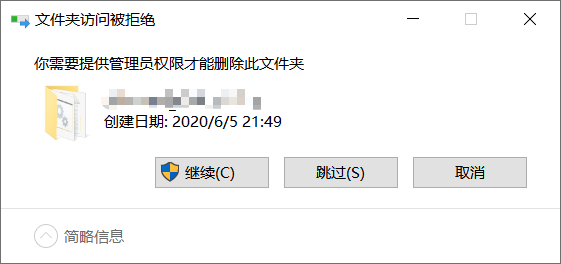 文件夹访问被拒绝
你需要提供管理员权限才能删除此文件夹
创建日期: 2020/6/5 21:49
继续(C)
跳过(S)
取消
简略信息